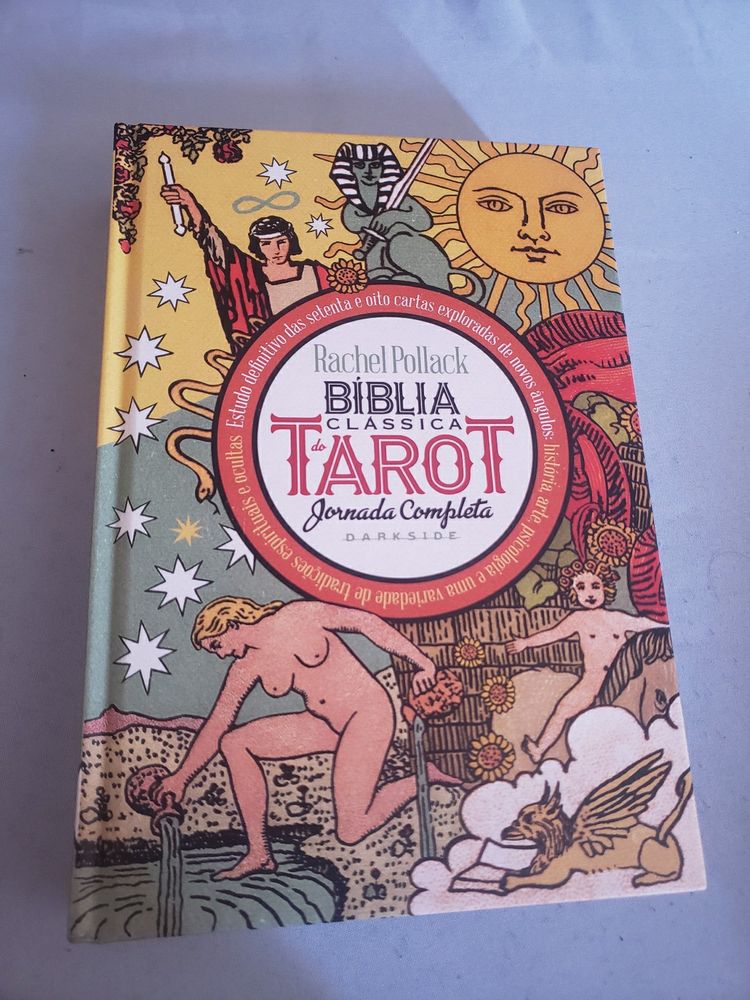 Rachel Pollack
BÍBLIA
CLÁSSICA
do TAROT
Jornada Completa
DARKSIDE
Estudo definitivo das setenta e oito cartas exploradas de novos ângulos: história, arte, psicologia e uma variedade de tradições espirituais e ocultas